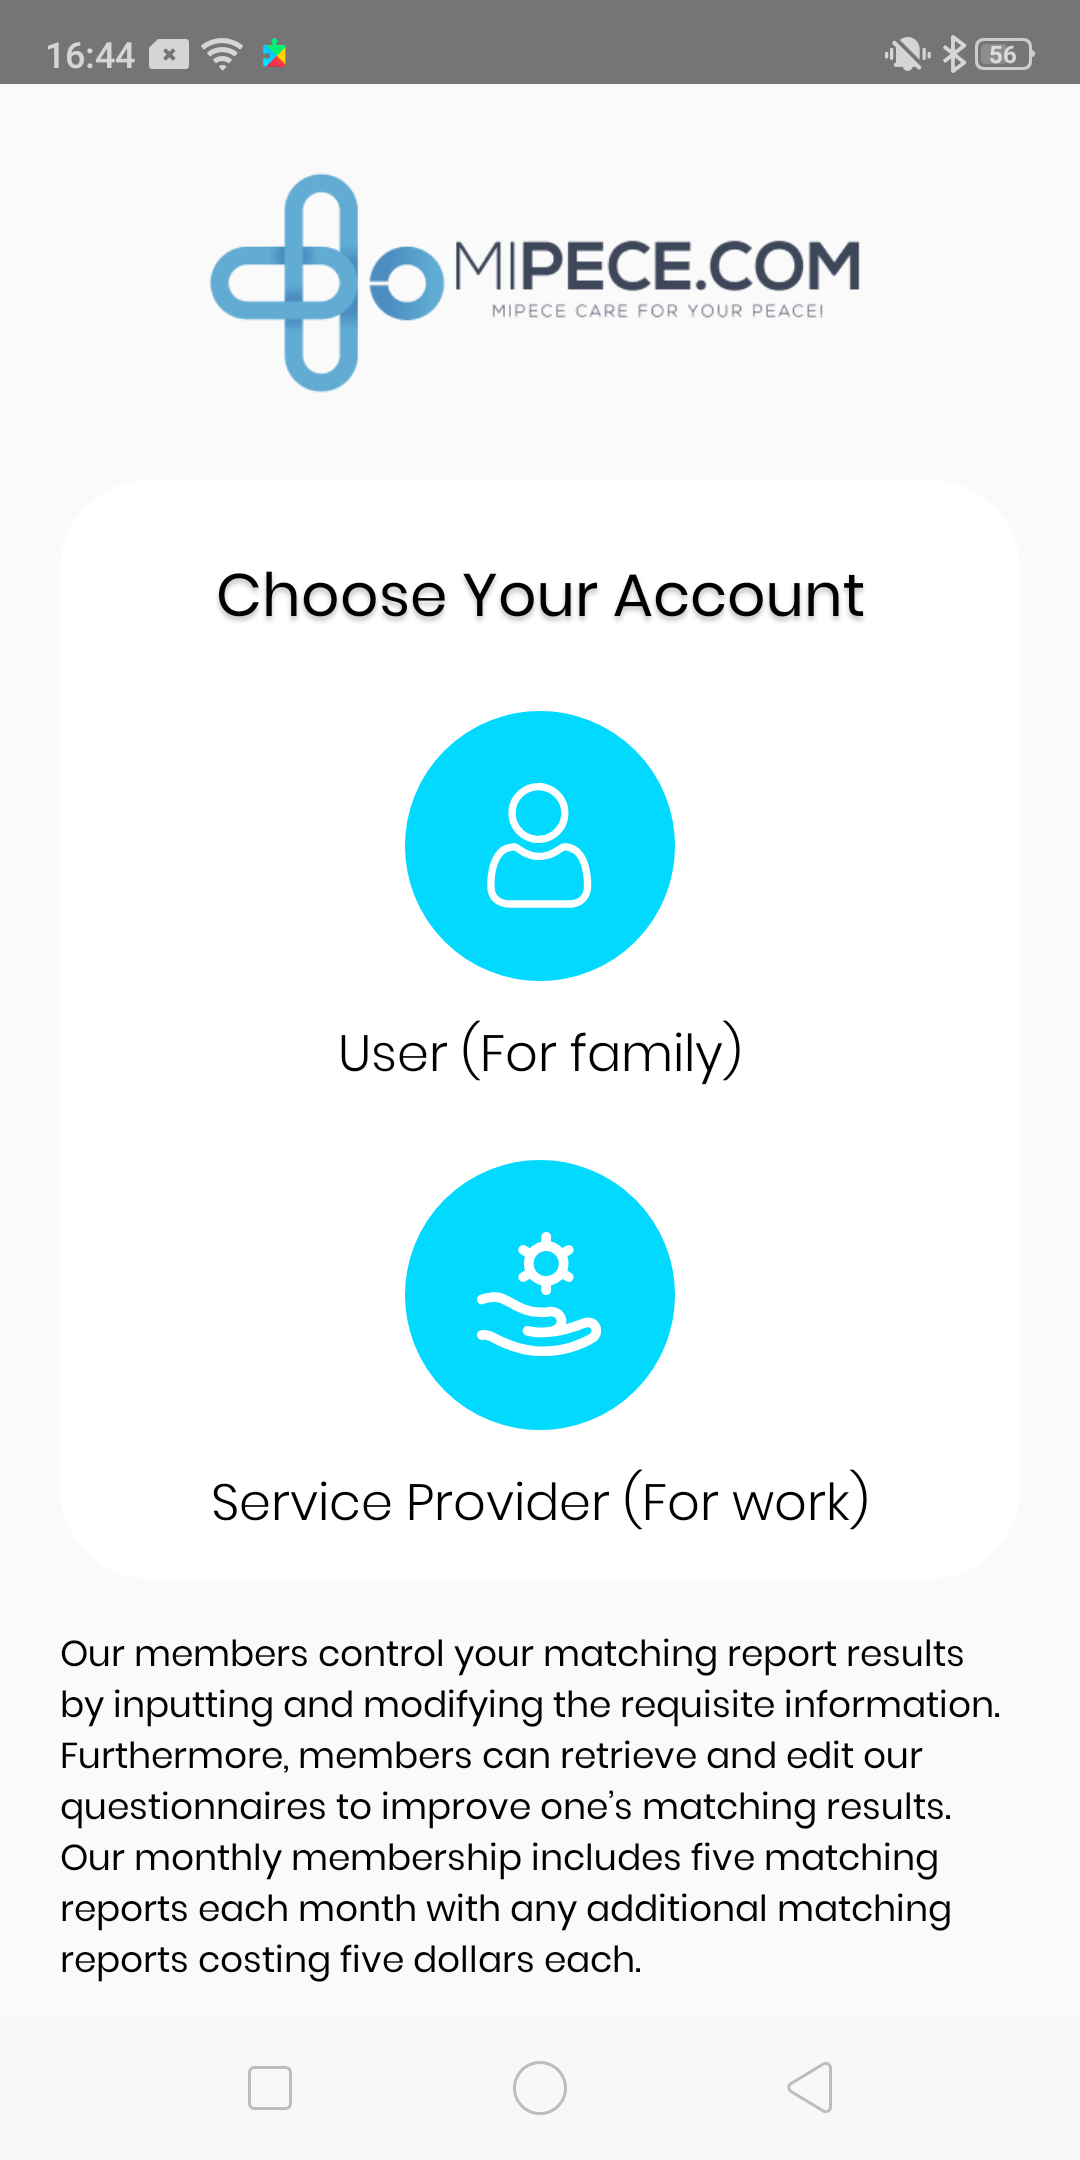 16:44
56
MIPECE.COM
MIPECE CARE FOR YOUR PEACE!
Choose Your Account
User (For family)
Service Provider (For work)
Our members control your matching report results
by inputting and modifying the requisite information.
Furthermore, members can retrieve and edit our
questionnaires to improve one’s matching results.
Our monthly membership includes five matching
reports each month with any additional matching
reports costing five dollars each.